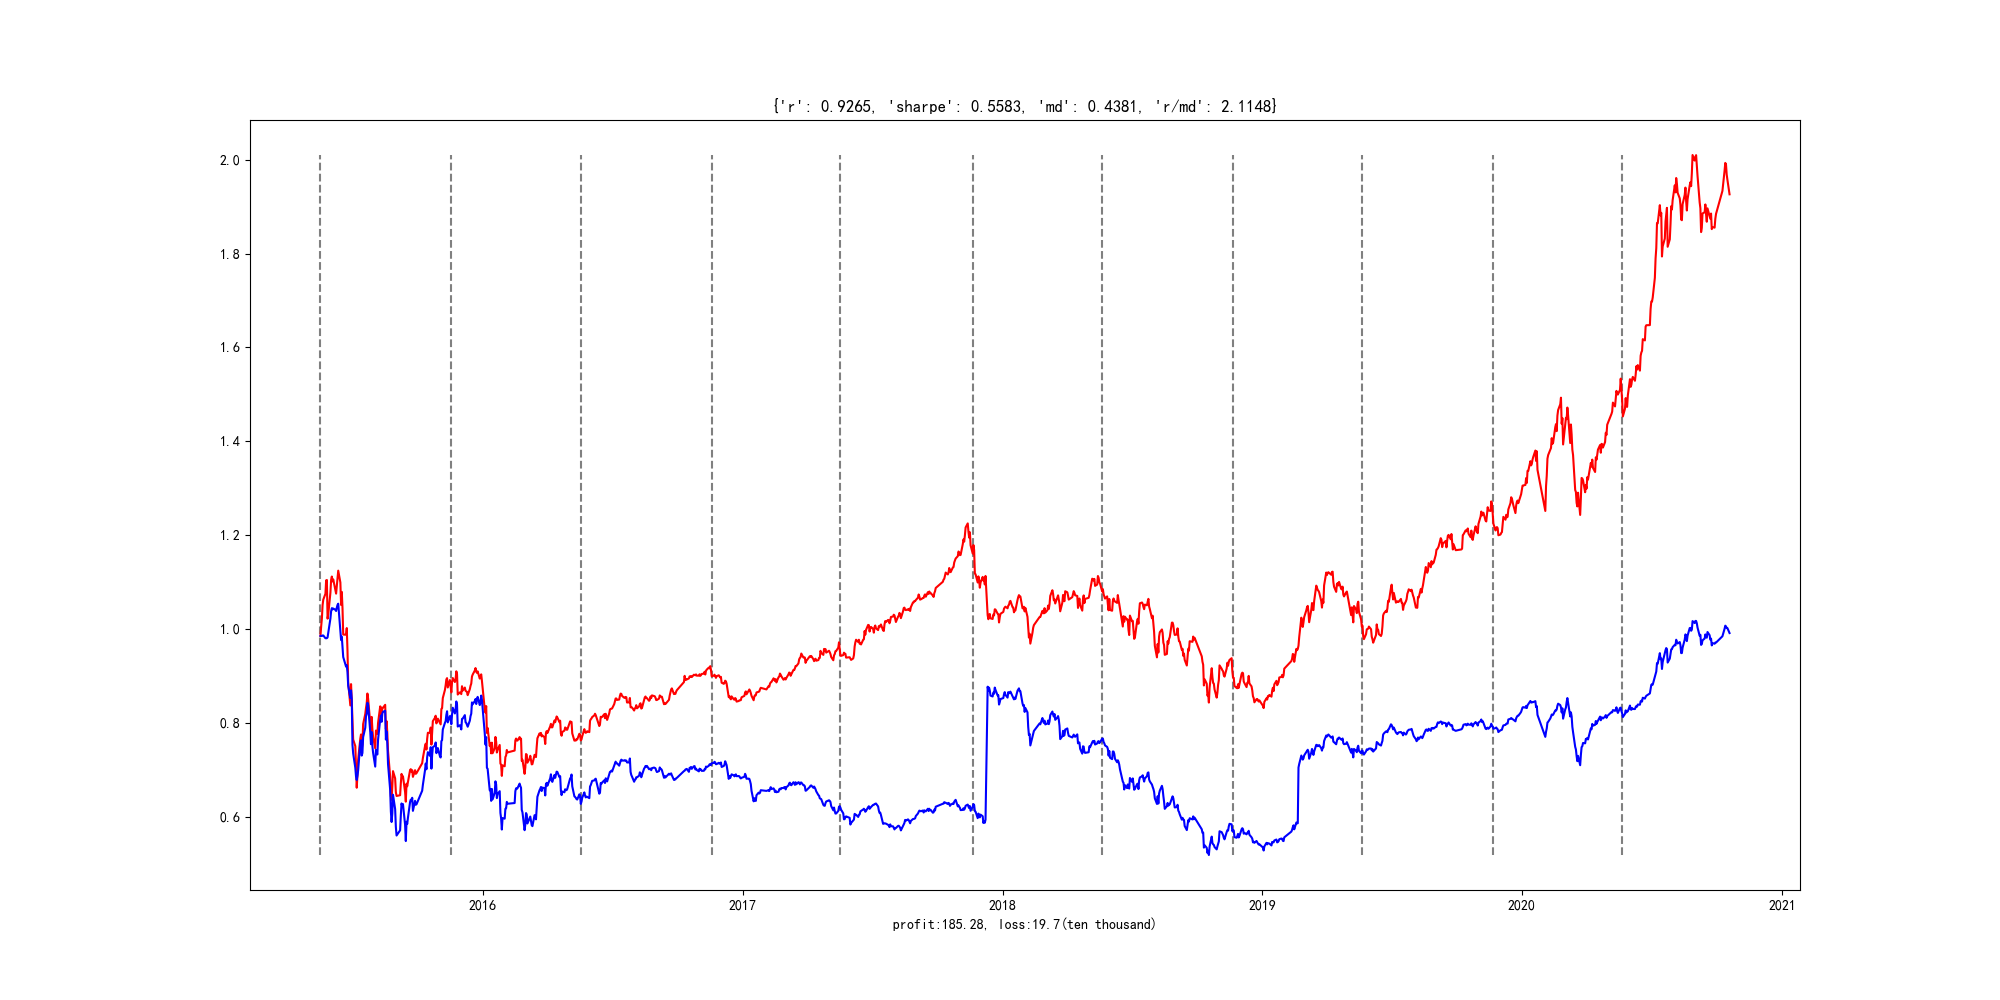 {'r': 0.9265, 'sharpe': 0.5583, 'md': 0.4381, 'r/md': 2.1148}
2.0
1.8
1.6
1.4
1.2
1.0
0.8
0.6
2016 2017 2018 2019 2020 2021
profit:185.28, loss:19.7(ten thousand)